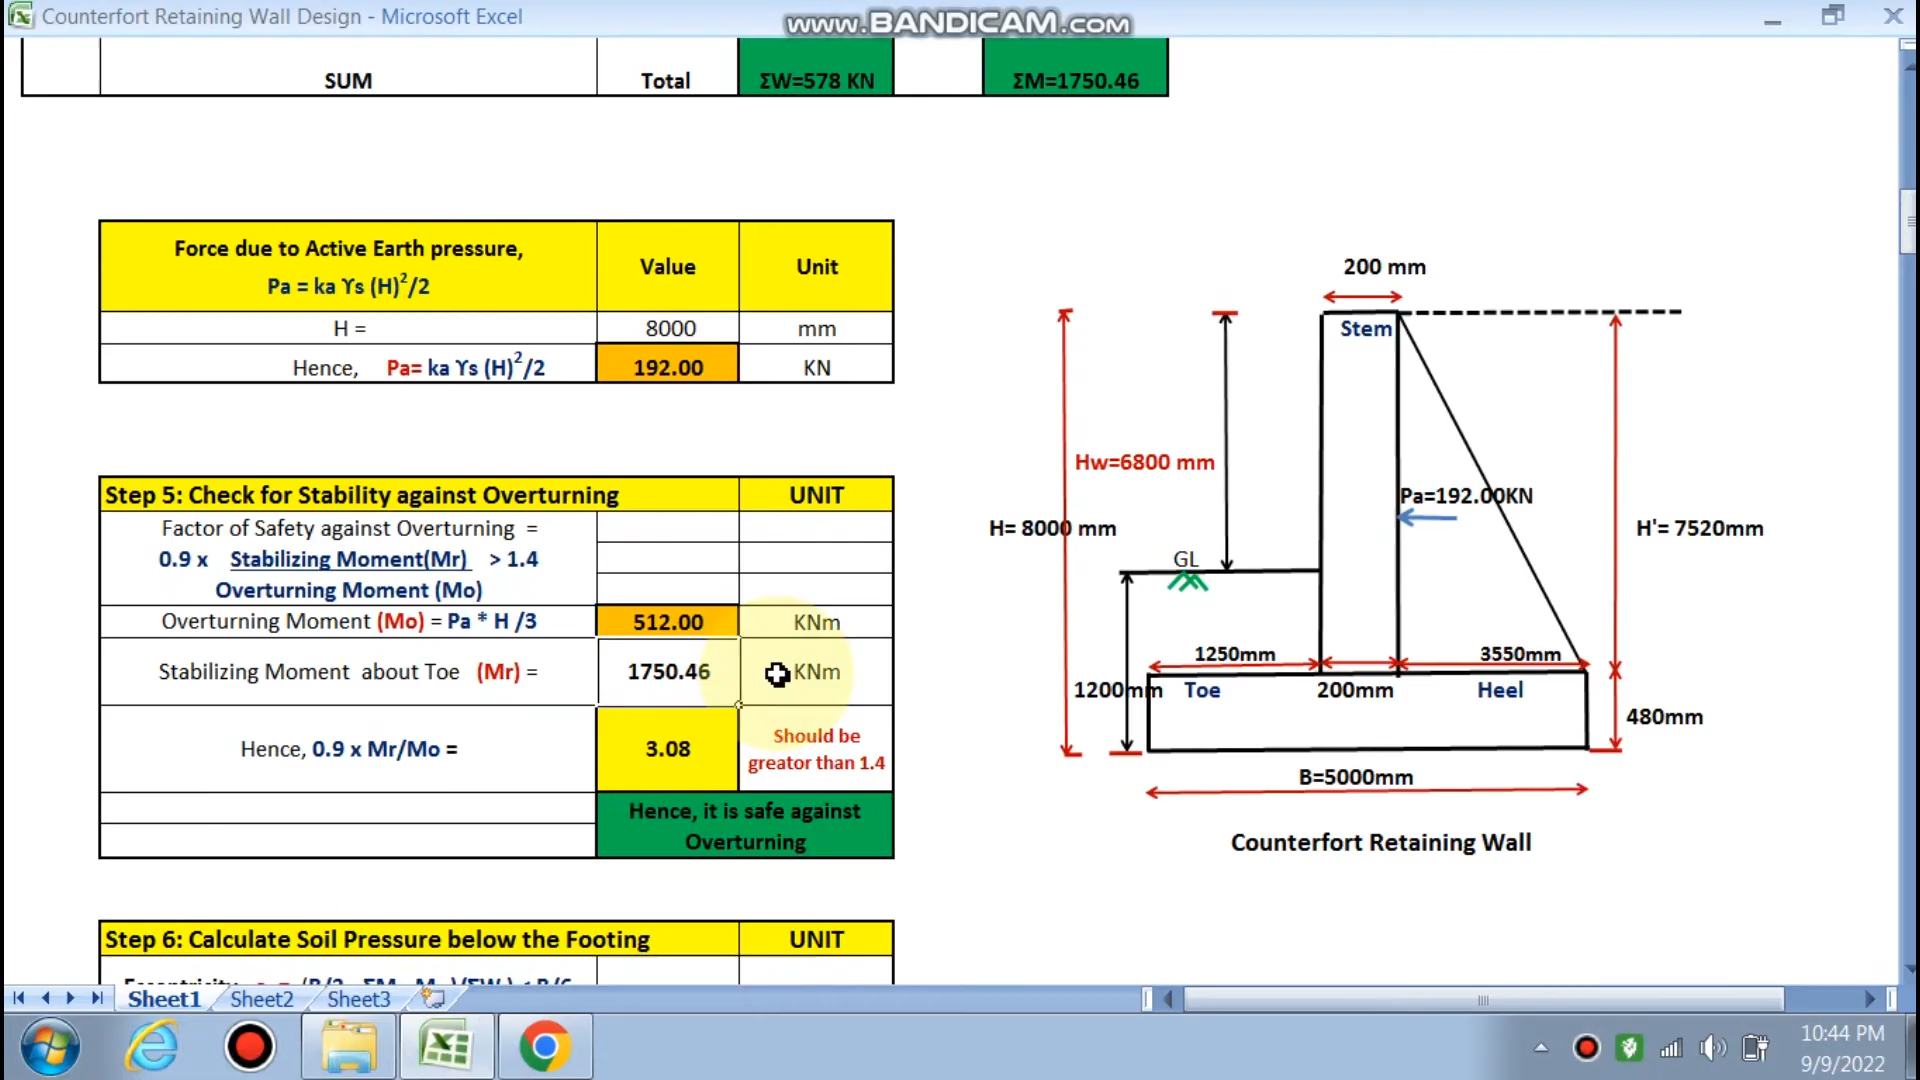 Counterfort Retaining Wall Design - Microsoft Excel
www.BANDICAM.com
SUM Total ΣW=578 KN ΣM=1750.46
Force due to Active Earth pressure,
Pa = ka ϒs (H)²/2
Value Unit
H = 8000 mm
Hence, Pa= ka ϒs (H)²/2 192.00 KN
Step 5: Check for Stability against Overturning UNIT
Factor of Safety against Overturning =
0.9 x Stabilizing Moment(Mr) > 1.4
Overturning Moment (Mo)
Overturning Moment (Mo) = Pa * H /3 512.00 KNm
Stabilizing Moment about Toe (Mr) = 1750.46 KNm
Hence, 0.9 x Mr/Mo = 3.08
Should be
greator than 1.4
Hence, it is safe against
Overturning
Step 6: Calculate Soil Pressure below the Footing UNIT
200 mm
Stem
Hw=6800 mm
Pa=192.00KN
H= 8000 mm
H'= 7520mm
GL
1250mm
3550mm
1200mm
Toe
200mm
Heel
480mm
B=5000mm
Counterfort Retaining Wall
Sheet1 Sheet2 Sheet3
10:44 PM
9/9/2022